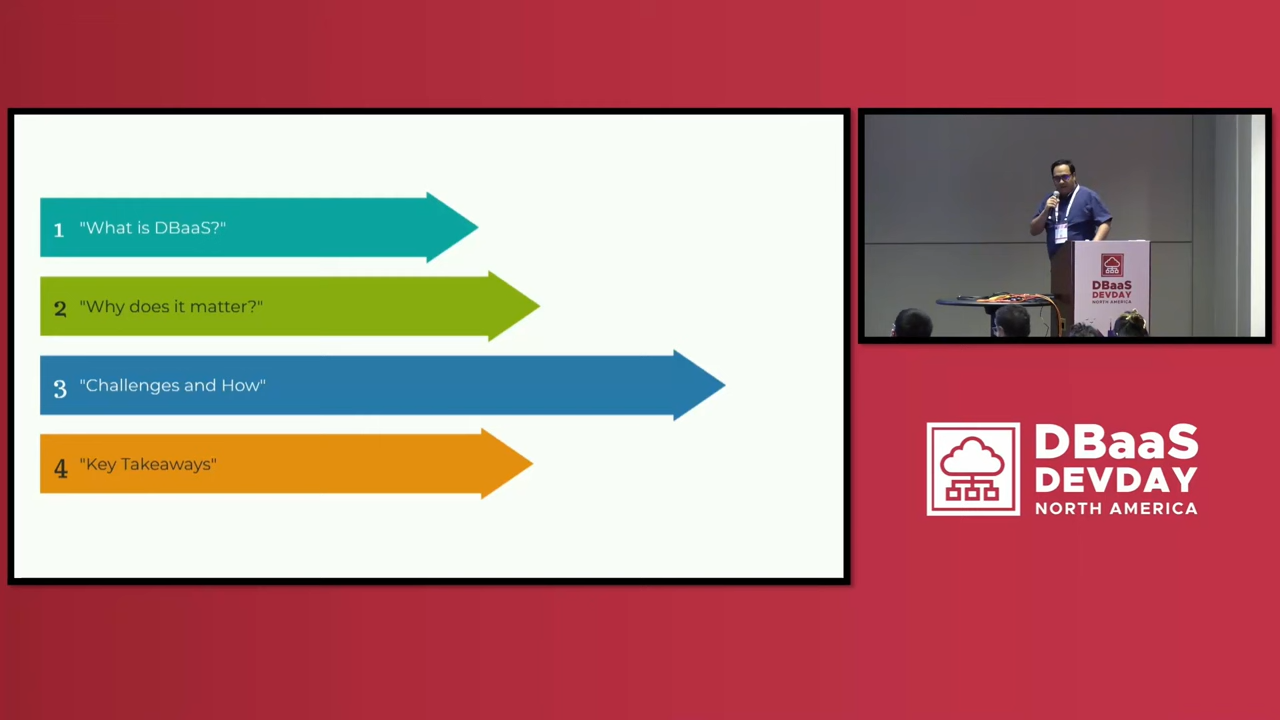 1 "What is DBaaS?"
2 "Why does it matter?"
3 "Challenges and How"
4 "Key Takeaways"
DBaaS
DEVDAY
NORTH AMERICA
DBaaS
DEVDAY
NORTH AMERICA